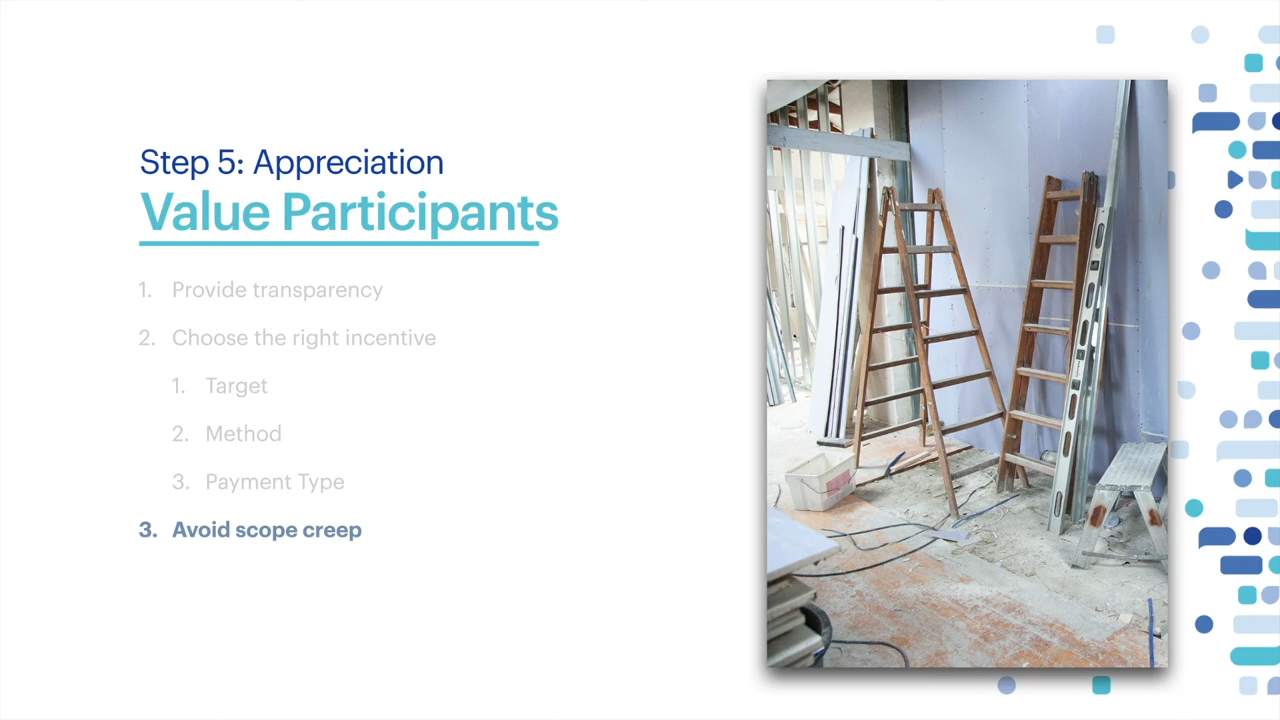 Step 5: Appreciation
Value Participants
1. Provide transparency
2. Choose the right incentive
1. Target
2. Method
3. Payment Type
3. Avoid scope creep